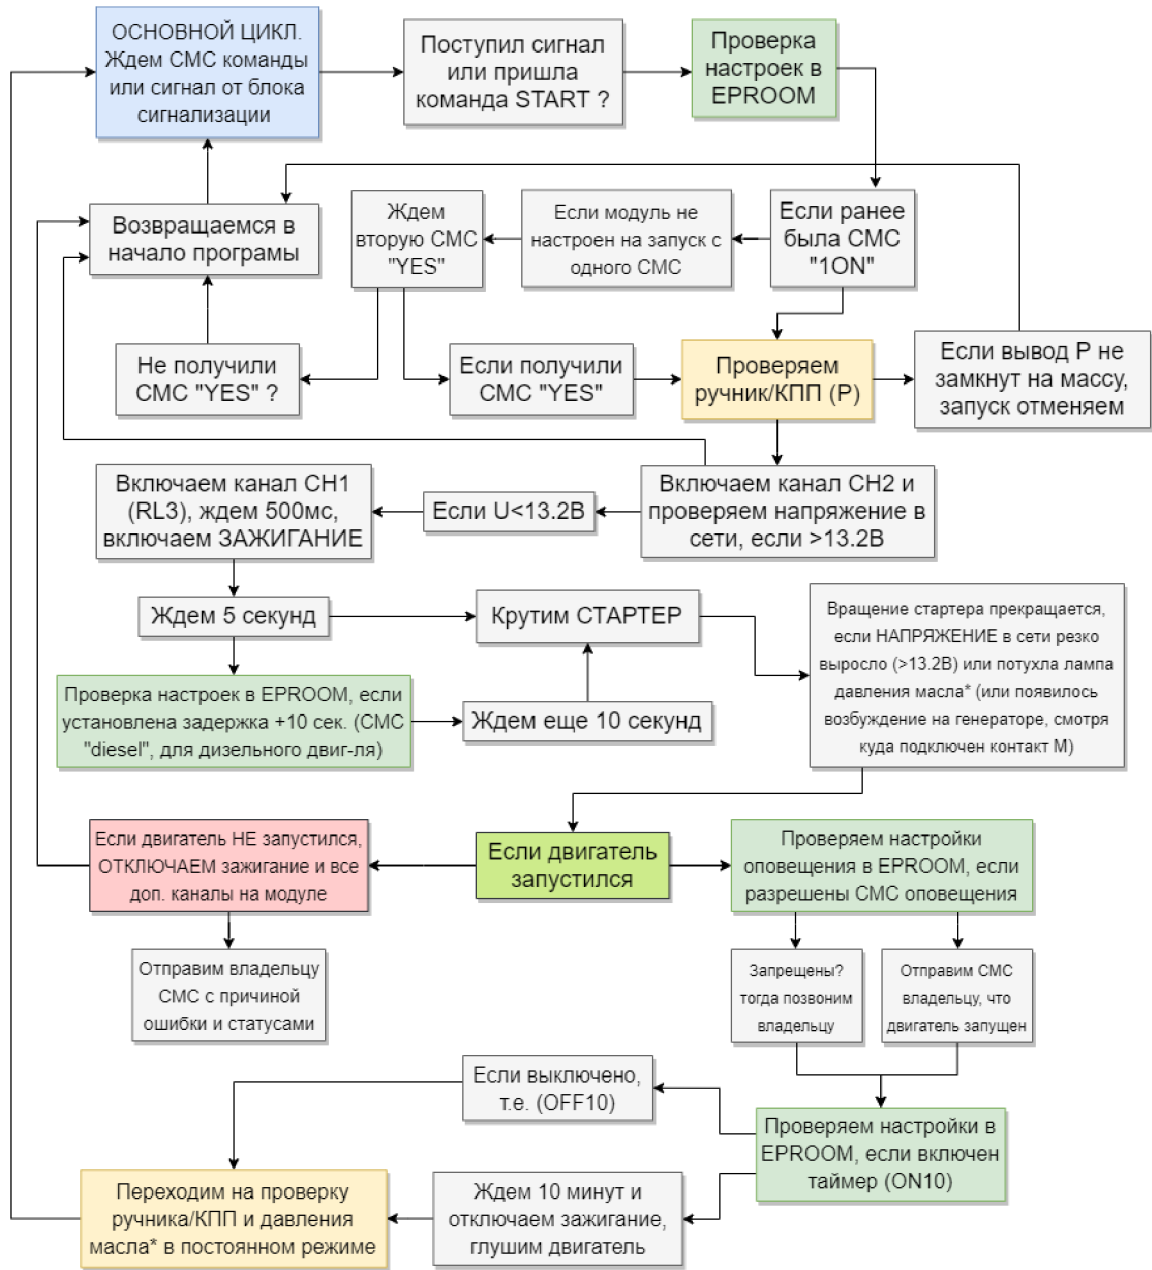 ОСНОВНОЙ ЦИКЛ.
Ждем СМС команды
или сигнал от блока
сигнализации
Поступил сигнал
или пришла
команда START ?
Проверка
настроек в
EPROOM
Возвращаемся в
начало програмы
Ждем
вторую СМС
"YES"
Если модуль не
настроен на запуск с
одного СМС
Если ранее
была СМС
"1ON"
Не получили
СМС "YES" ?
Если получили
СМС "YES"
Проверяем
ручник/КПП (P)
Если вывод P не
замкнут на массу,
запуск отменяем
Включаем канал CH1
(RL3), ждем 500мс,
включаем ЗАЖИГАНИЕ
Если U<13.2В
Включаем канал CH2 и
проверяем напряжение в
сети, если >13.2В
Ждем 5 секунд
Крутим СТАРТЕР
Вращение стартера прекращается,
если НАПРЯЖЕНИЕ в сети резко
выросло (>13.2В) или потухла лампа
давления масла* (или появилось
возбуждение на генераторе, смотря
куда подключен контакт М)
Проверка настроек в EPROOM, если
установлена задержка +10 сек. (СМС
"diesel", для дизельного двиг-ля)
Ждем еще 10 секунд
Если двигатель НЕ запустился,
ОТКЛЮЧАЕМ зажигание и все
доп. каналы на модуле
Если двигатель
запустился
Проверяем настройки
оповещения в EPROOM, если
разрешены СМС оповещения
Отправим владельцу
СМС с причиной
ошибки и статусами
Запрещены?
тогда позвоним
владельцу
Отправим СМС
владельцу, что
двигатель запущен
Если выключено,
т.е. (OFF10)
Проверяем настройки в
EPROOM, если включен
таймер (ON10)
Переходим на проверку
ручника/КПП и давления
масла* в постоянном режиме
Ждем 10 минут и
отключаем зажигание,
глушим двигатель